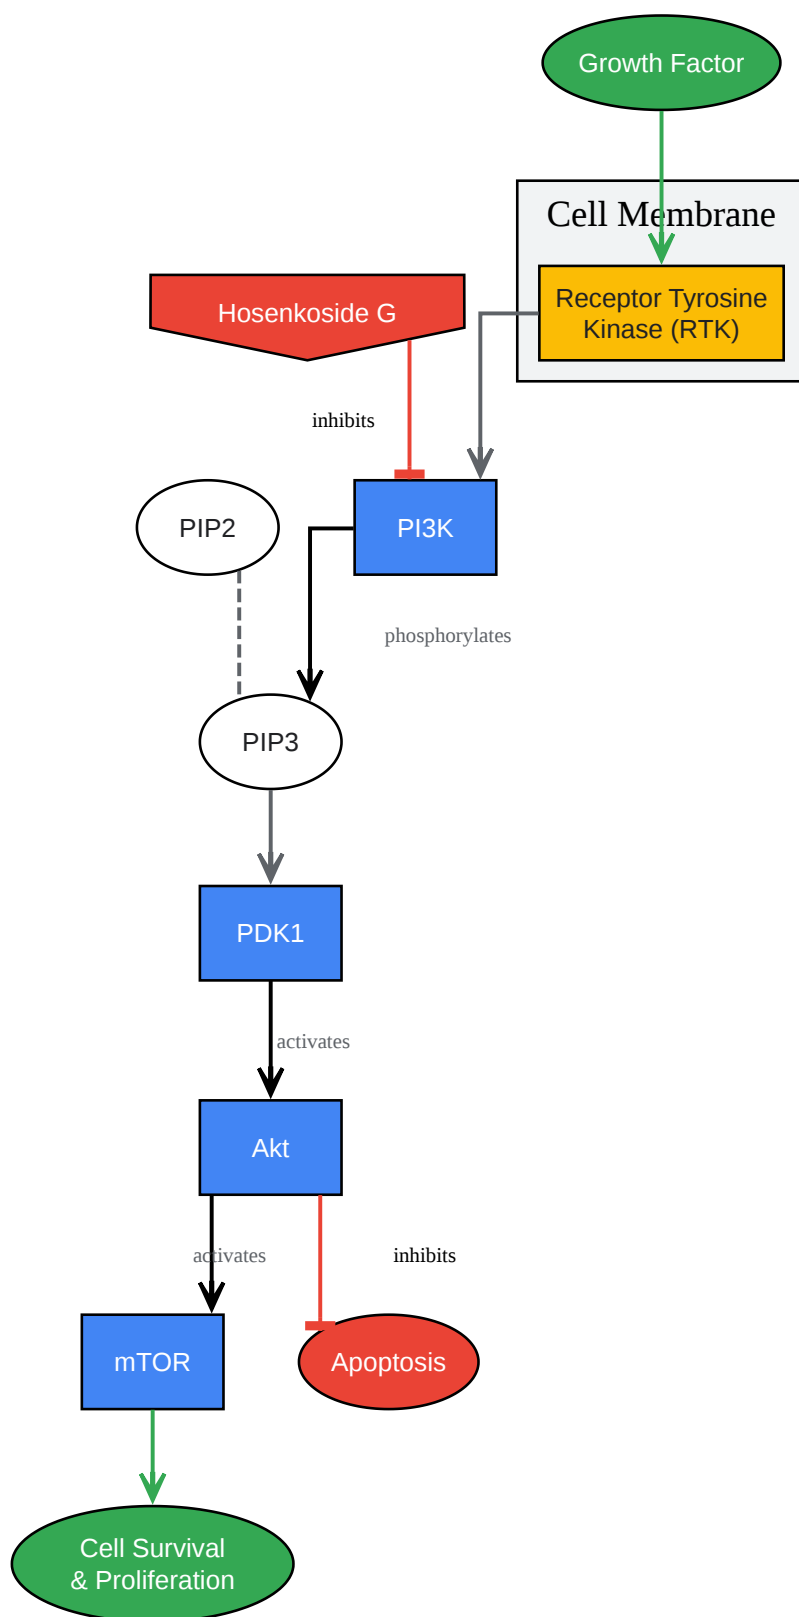 Growth Factor
Cell Membrane
Receptor Tyrosine
Kinase (RTK)
Hosenkoside G
inhibits
PIP2
PI3K
phosphorylates
PIP3
PDK1
activates
Akt
activates
inhibits
mTOR
Apoptosis
Cell Survival
& Proliferation